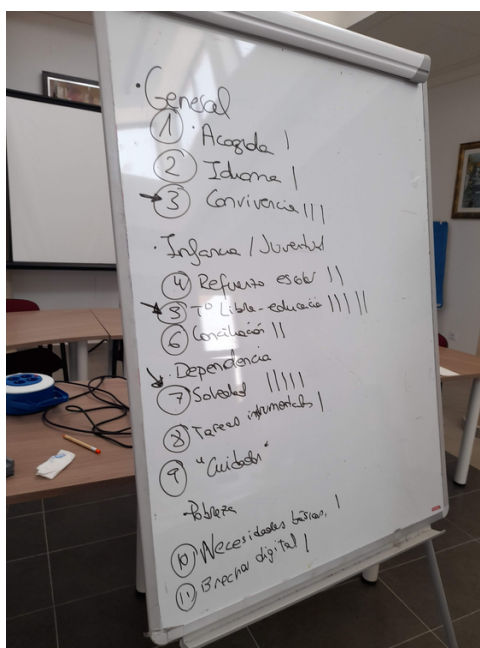 · General
1 · Acogida |
2 Idioma |
→ 3 Convivencia |||
· Infancia / Juventud
4 Refuerzo escolar ||
→ 5 Tº Libre-educación |||||
6 Conciliación ||
· Dependencia
→ 7 Soledad |||||
8 Tareas instrumentales |
9 "Cuidador"
· Pobreza
10 Necesidades básicas, |
11 Brecha digital |